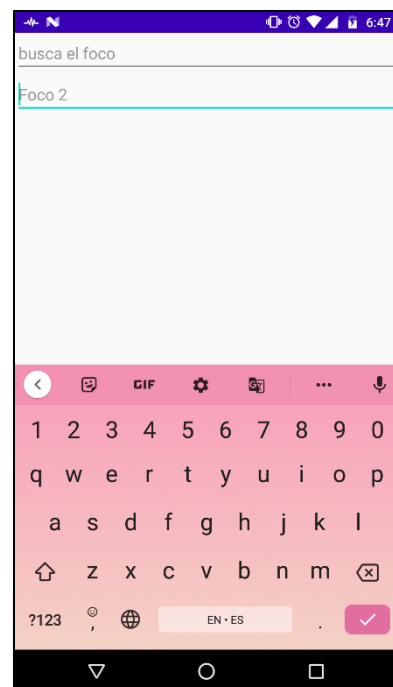 6:47
busca el foco
Foco 2
GIF
1 2 3 4 5 6 7 8 9 0
q w e r t y u i o p
a s d f g h j k l
z x c v b n m
?123 , EN • ES .